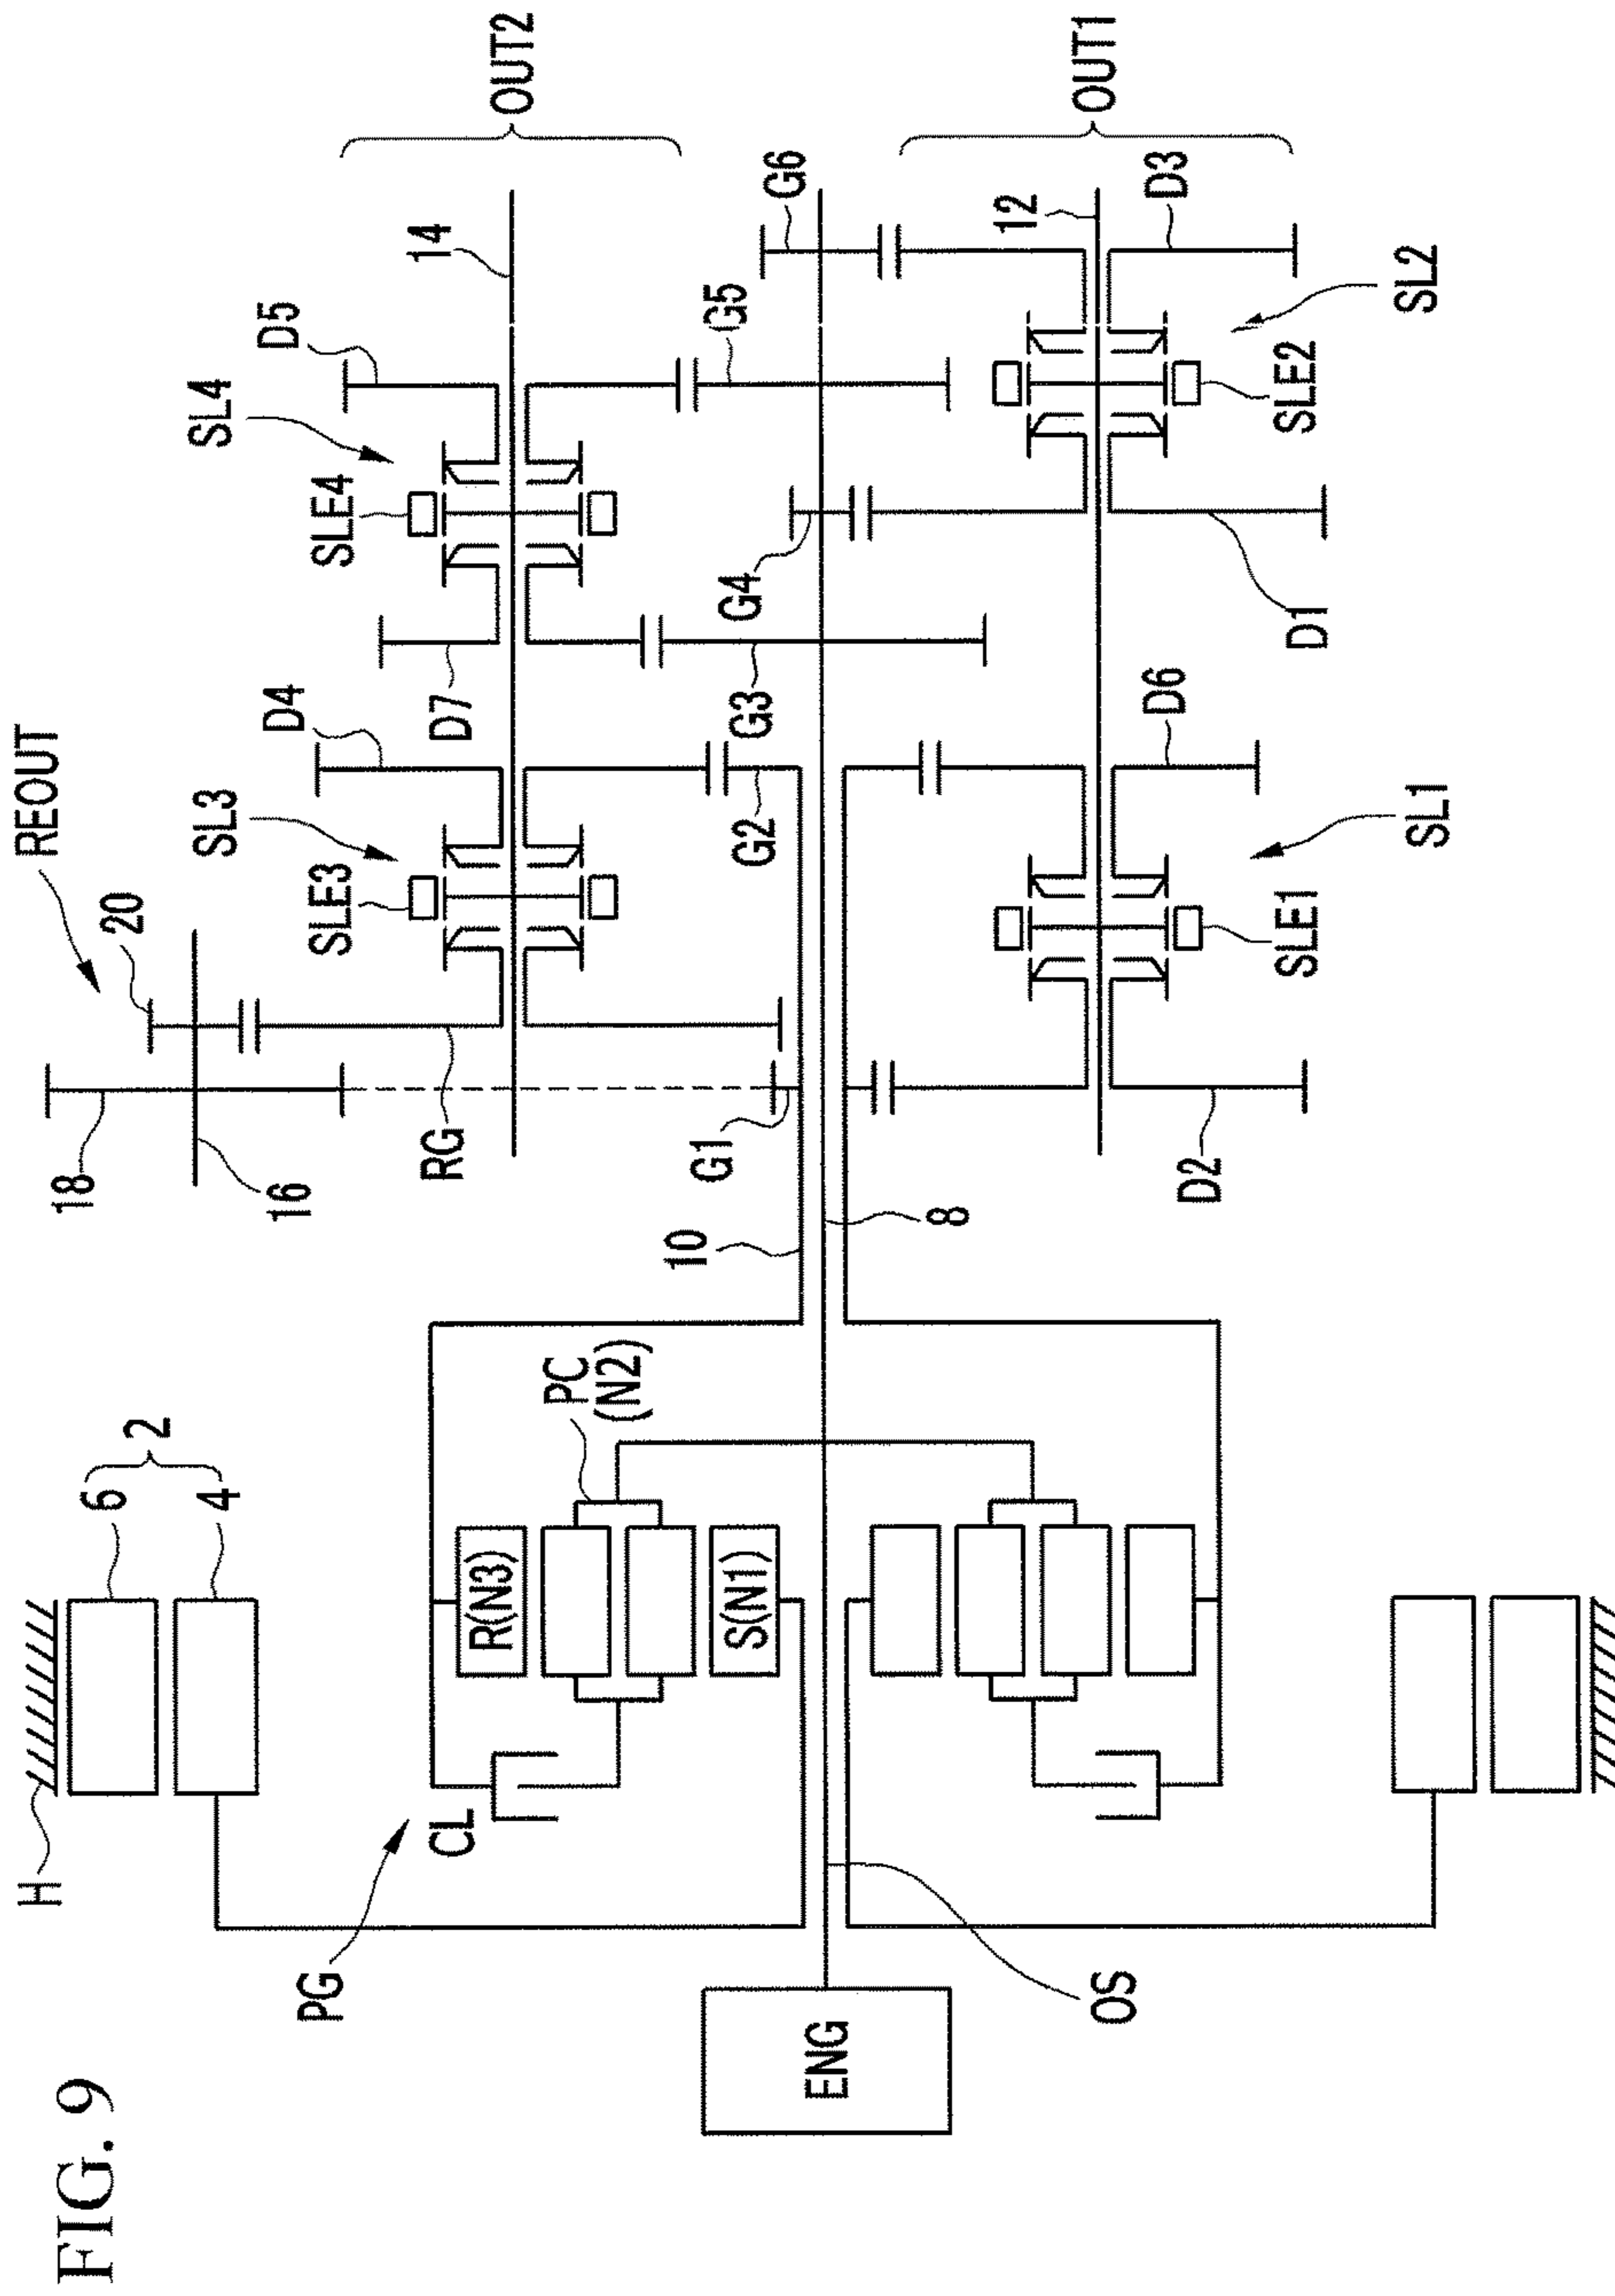 FIG. 9
H
6
2
4
PG
CL
R(N3)
S(N1)
PC
(N2)
ENG
OS
10
8
REOUT
18
16
20
RG
SL3
SLE3
D4
D7
SL4
SLE4
D5
14
OUT2
G1
G2
G3
G4
G5
G6
D2
SLE1
SL1
D6
D1
SLE2
SL2
12
D3
OUT1